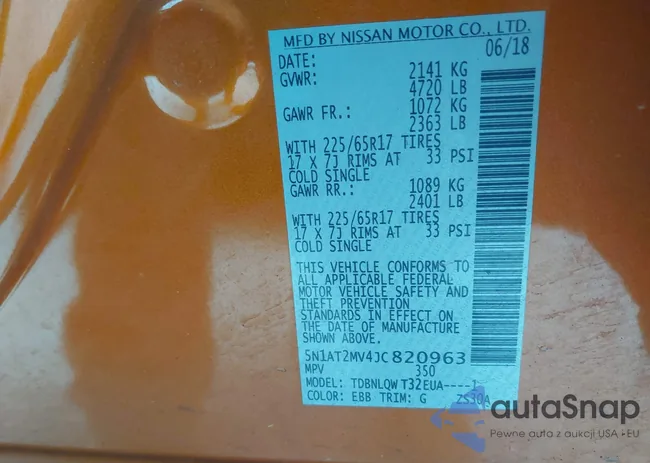 MFD BY NISSAN MOTOR CO., LTD.
DATE: 06/18
GVWR: 2141 KG
4720 LB
GAWR FR.: 1072 KG
2363 LB
WITH 225/65R17 TIRES
17 X 7J RIMS AT 33 PSI
COLD SINGLE
GAWR RR.: 1089 KG
2401 LB
WITH 225/65R17 TIRES
17 X 7J RIMS AT 33 PSI
COLD SINGLE
THIS VEHICLE CONFORMS TO
ALL APPLICABLE FEDERAL
MOTOR VEHICLE SAFETY AND
THEFT PREVENTION
STANDARDS IN EFFECT ON
THE DATE OF MANUFACTURE
SHOWN ABOVE.
5N1AT2MV4JC820963
MPV 350
MODEL: TDBNLQW T32EUA----1
COLOR: EBB TRIM: G ZS30A
autaSnap
Pewne auta z aukcji USA і EU